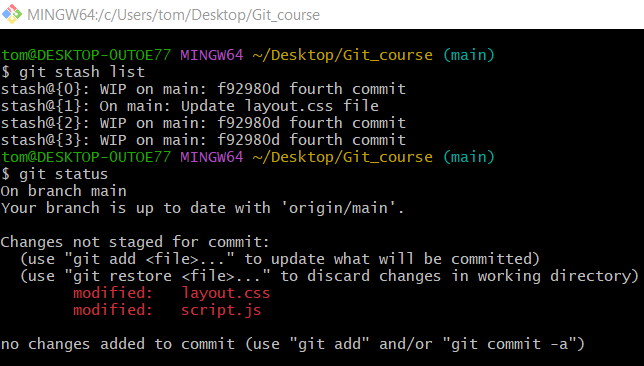 MINGW64:/c/Users/tom/Desktop/Git_course
tom@DESKTOP-OUTOE77 MINGW64 ~/Desktop/Git_course (main)
$ git stash list
stash@{0}: WIP on main: f92980d fourth commit
stash@{1}: On main: Update layout.css file
stash@{2}: WIP on main: f92980d fourth commit
stash@{3}: WIP on main: f92980d fourth commit
tom@DESKTOP-OUTOE77 MINGW64 ~/Desktop/Git_course (main)
$ git status
On branch main
Your branch is up to date with 'origin/main'.
Changes not staged for commit:
(use "git add <file>..." to update what will be committed)
(use "git restore <file>..." to discard changes in working directory)
modified: layout.css
modified: script.js
no changes added to commit (use "git add" and/or "git commit -a")